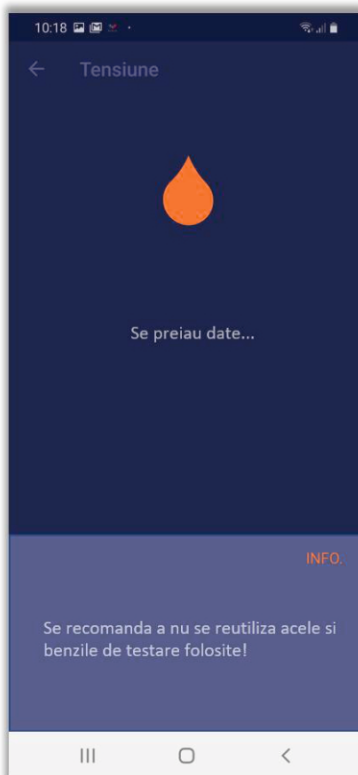 10:18
Tensiune
Se preiau date...
INFO.
Se recomanda a nu se reutiliza acele si
benzile de testare folosite!